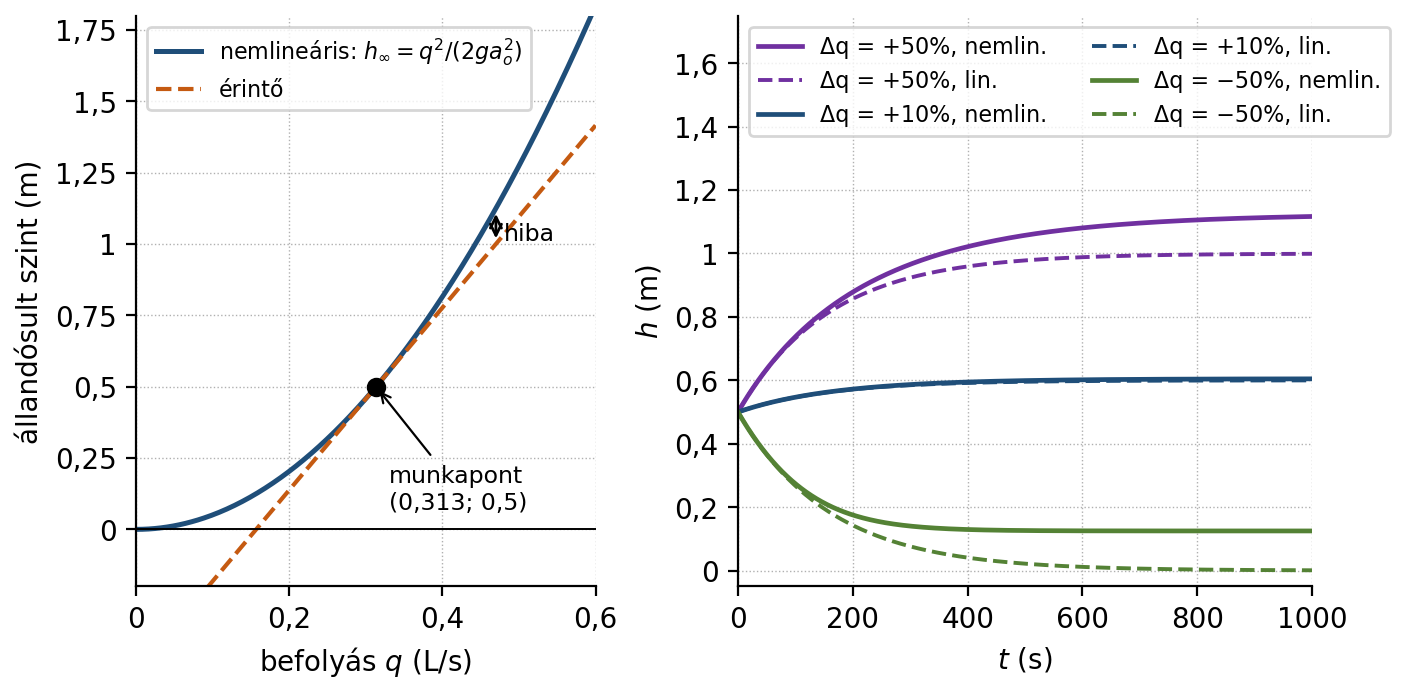 nemlineáris: h∞ = q²/(2gaₒ²)
érintő
1,75
1,5
1,25
1
0,75
0,5
0,25
0
állandósult szint (m)
hiba
munkapont
(0,313; 0,5)
0
0,2
0,4
0,6
befolyás q (L/s)
Δq = +50%, nemlin.
Δq = +50%, lin.
Δq = +10%, nemlin.
Δq = +10%, lin.
Δq = −50%, nemlin.
Δq = −50%, lin.
1,6
1,4
1,2
1
0,8
0,6
0,4
0,2
0
h (m)
0
200
400
600
800
1000
t (s)